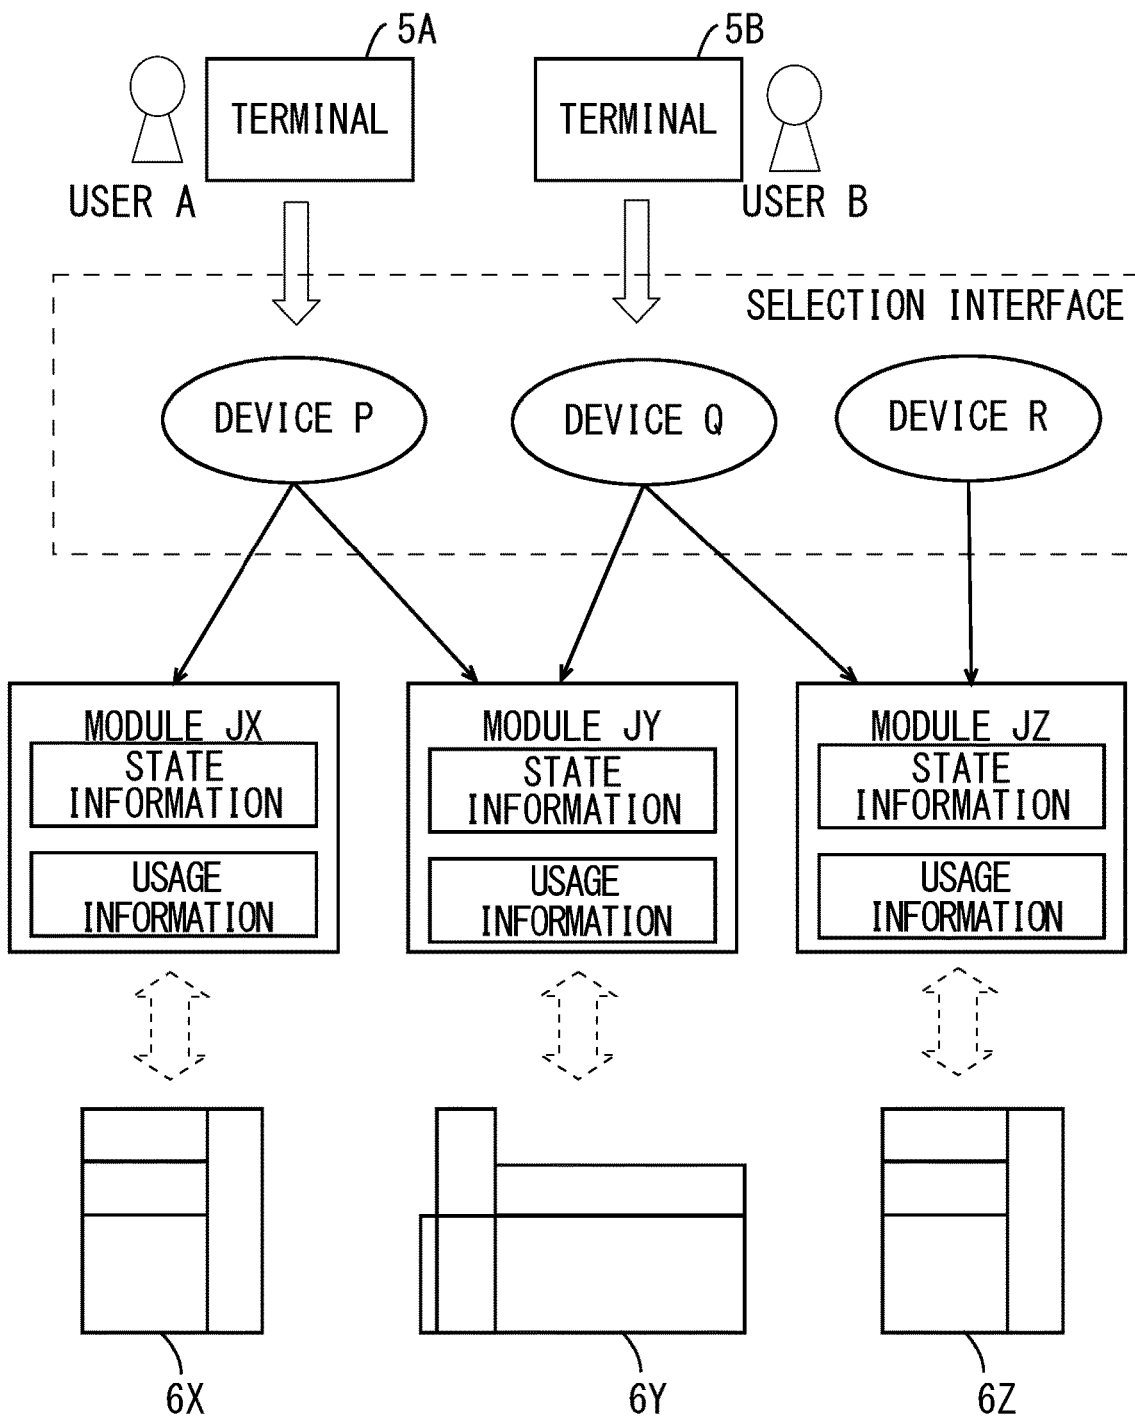 5A
5B
TERMINAL
TERMINAL
USER A
USER B
SELECTION INTERFACE
DEVICE P
DEVICE Q
DEVICE R
MODULE JX
STATE
INFORMATION
USAGE
INFORMATION
MODULE JY
STATE
INFORMATION
USAGE
INFORMATION
MODULE JZ
STATE
INFORMATION
USAGE
INFORMATION
6X
6Y
6Z